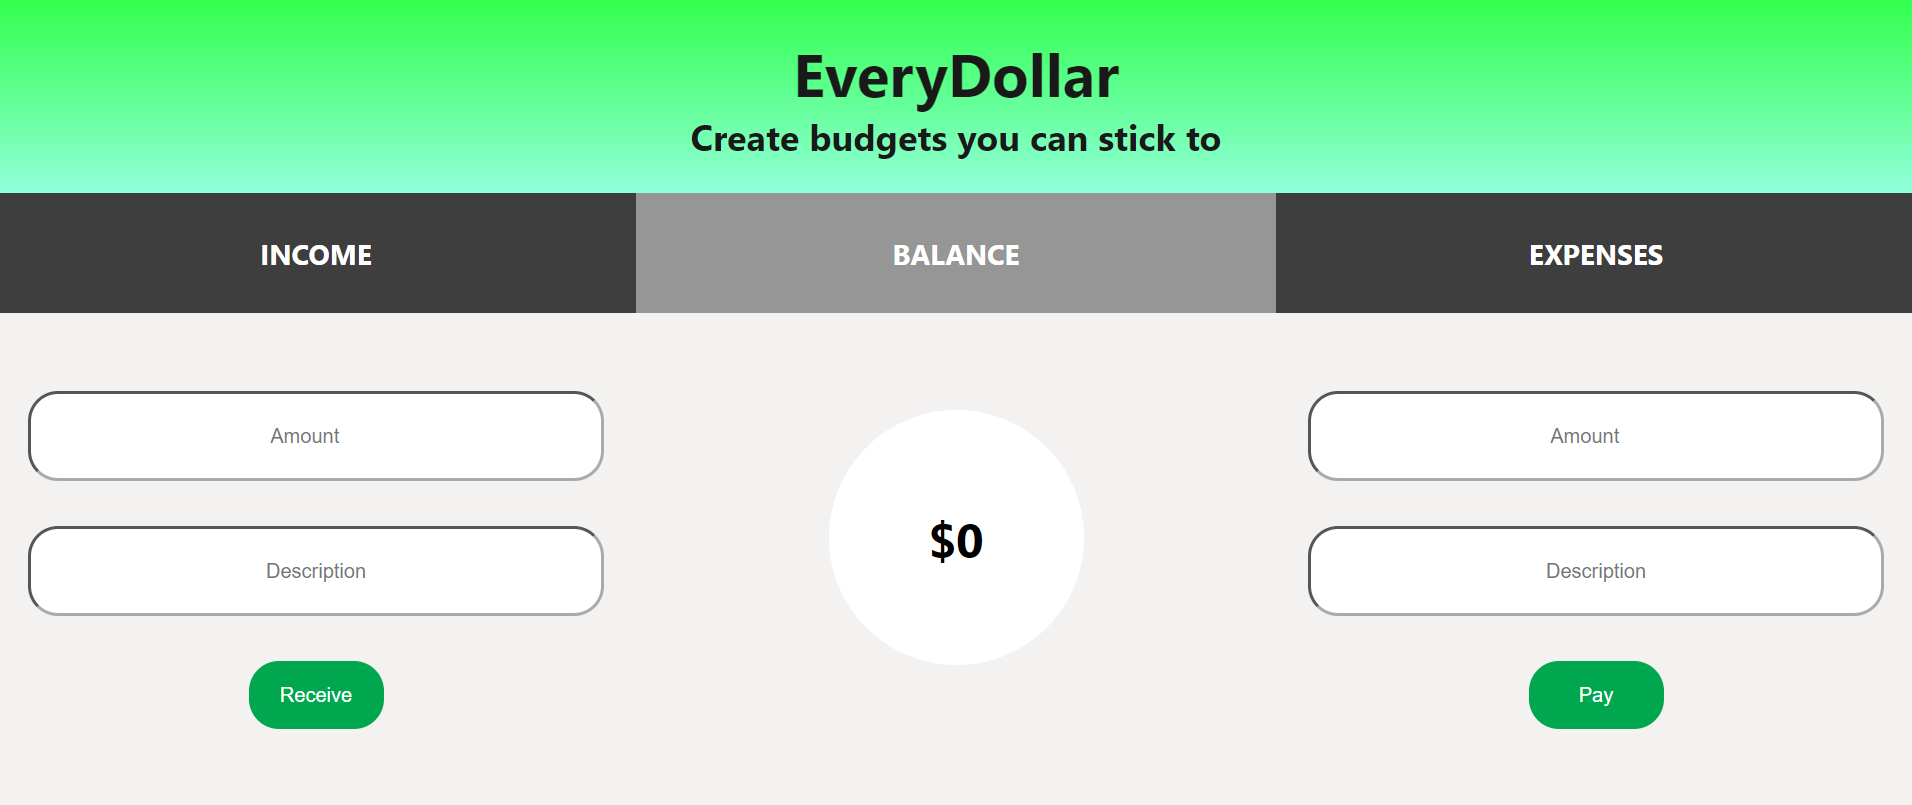 EveryDollar
Create budgets you can stick to
INCOME
BALANCE
EXPENSES
Amount
Description
Receive
$0
Amount
Description
Pay